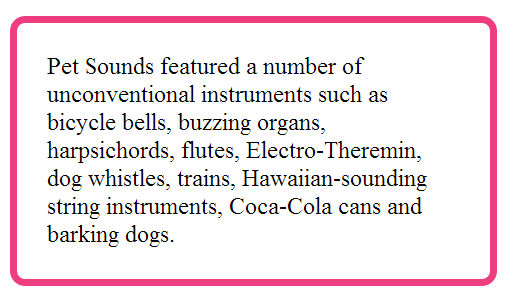 Pet Sounds featured a number of
unconventional instruments such as
bicycle bells, buzzing organs,
harpsichords, flutes, Electro-Theremin,
dog whistles, trains, Hawaiian-sounding
string instruments, Coca-Cola cans and
barking dogs.